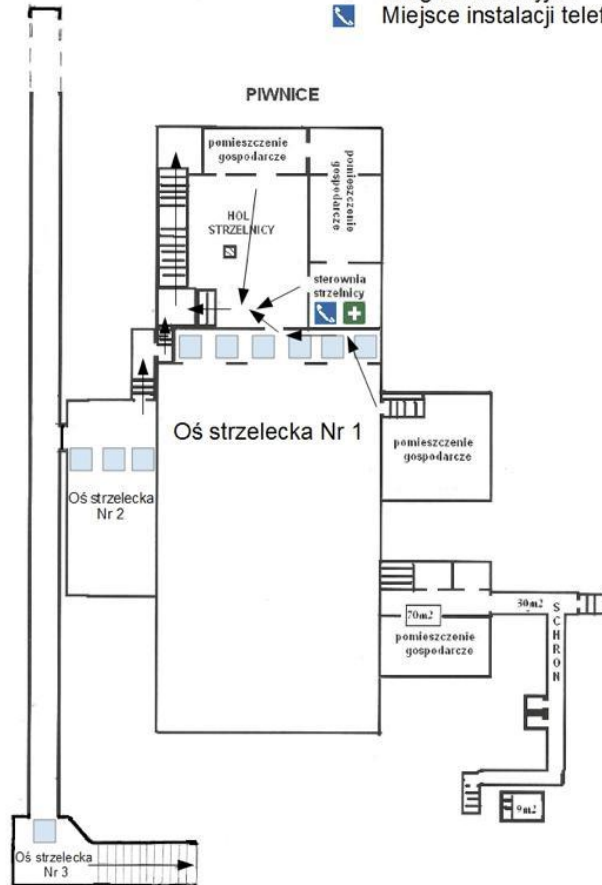 Miejsce instalacji
PIWNICE
pomieszczenie
gospodarcze
pomieszczenie
gospodarcze
HOL
STRZELNICY
sterownia
strzelnicy
Oś strzelecka Nr 1
pomieszczenie
gospodarcze
Oś strzelecka
Nr 2
70m2
30m2
SCHRON
pomieszczenie
gospodarcze
9m2
Oś strzelecka
Nr 3